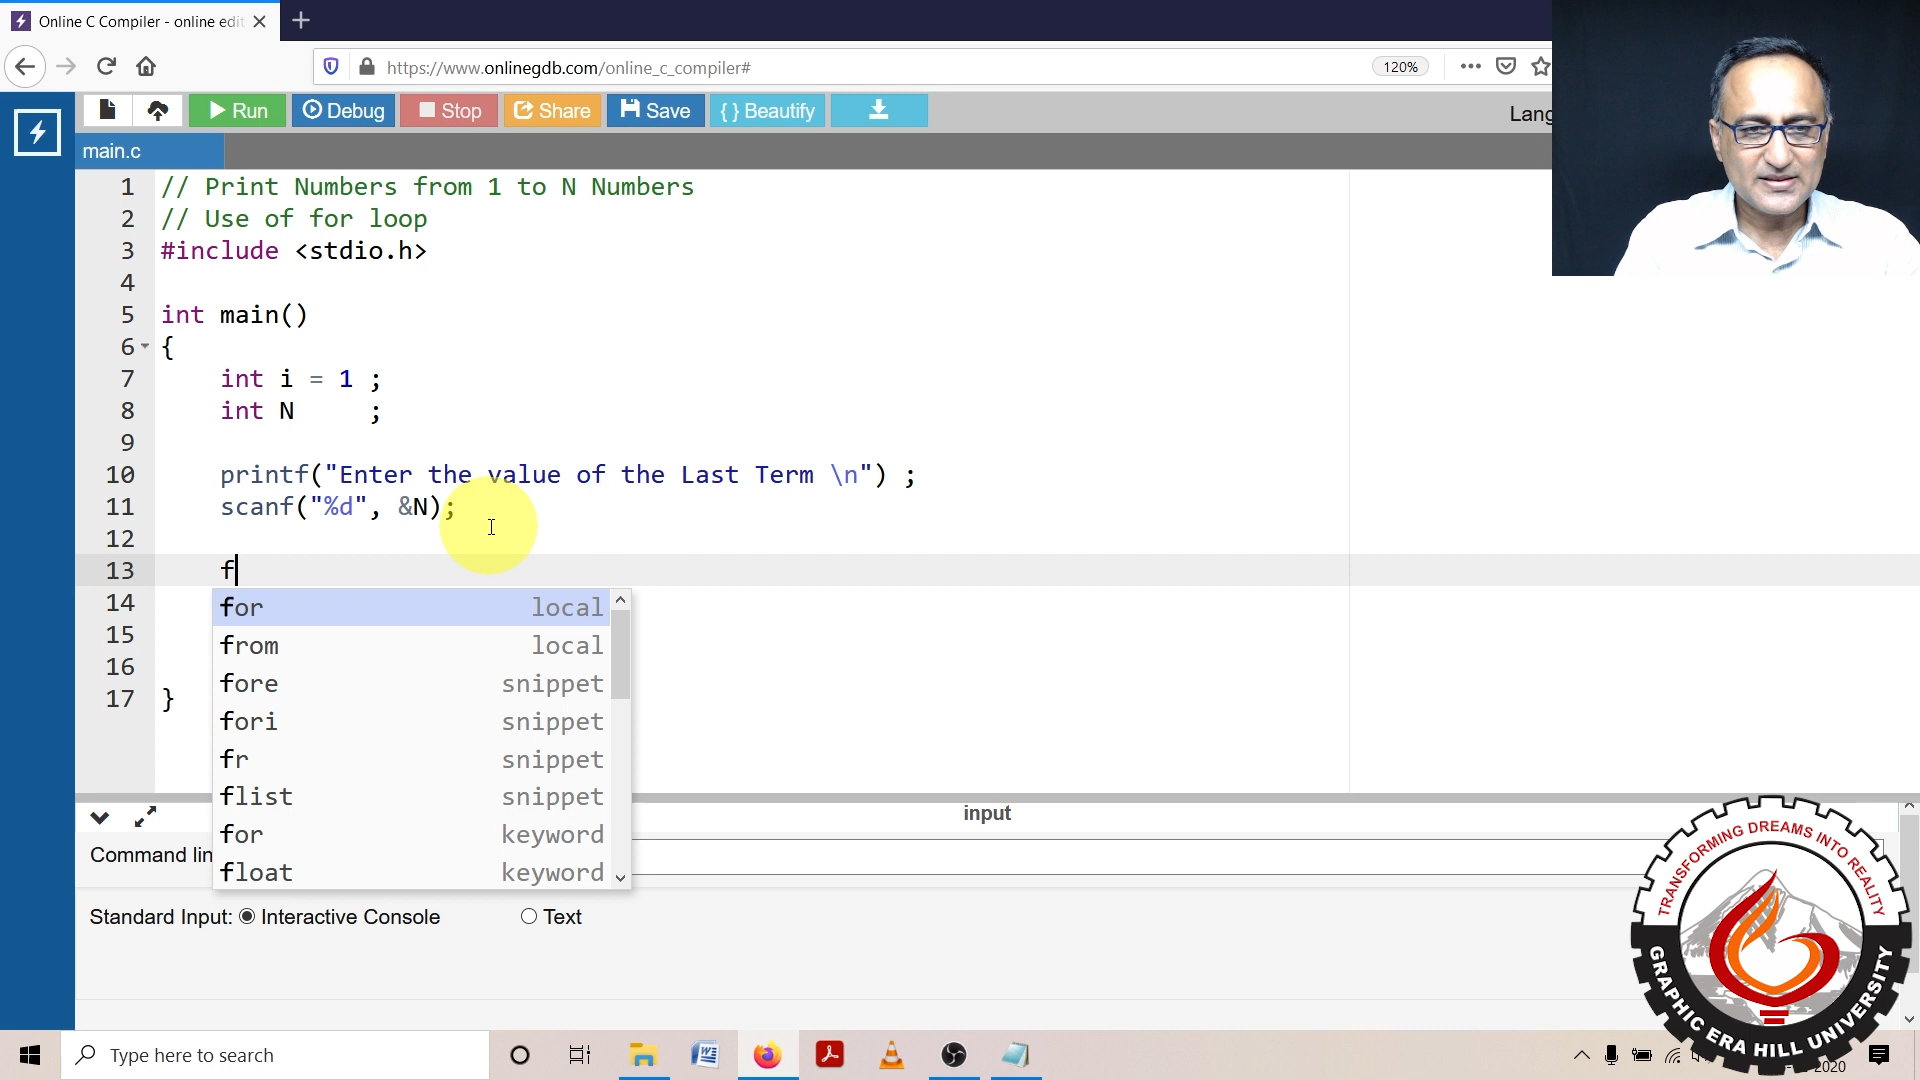 Online C Compiler - online edit
https://www.onlinegdb.com/online_c_compiler#
120%
Run
Debug
Stop
Share
Save
{ } Beautify
Lang
main.c
1 // Print Numbers from 1 to N Numbers
2 // Use of for loop
3 #include <stdio.h>
4
5 int main()
6 {
7 int i = 1 ;
8 int N ;
9
10 printf("Enter the value of the Last Term \n") ;
11 scanf("%d", &N);
12
13 f
14
15
16
17 }
for local
from local
fore snippet
fori snippet
fr snippet
flist snippet
for keyword
float keyword
input
Command lin
Standard Input: Interactive Console Text
TRANSFORMING DREAMS INTO REALITY
GRAPHIC ERA HILL UNIVERSITY
Type here to search
2020